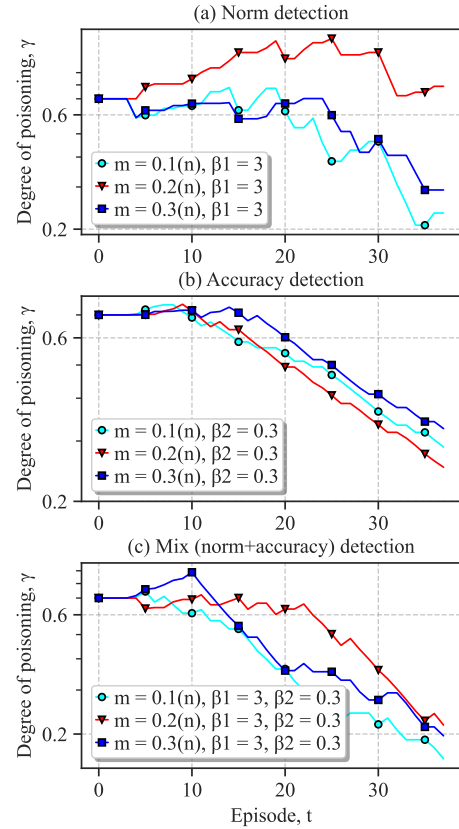 (a) Norm detection
Degree of poisoning, γ
0.6
0.2
m = 0.1(n), β1 = 3
m = 0.2(n), β1 = 3
m = 0.3(n), β1 = 3
0
10
20
30
(b) Accuracy detection
Degree of poisoning, γ
0.6
0.2
m = 0.1(n), β2 = 0.3
m = 0.2(n), β2 = 0.3
m = 0.3(n), β2 = 0.3
0
10
20
30
(c) Mix (norm+accuracy) detection
Degree of poisoning, γ
0.6
0.2
m = 0.1(n), β1 = 3, β2 = 0.3
m = 0.2(n), β1 = 3, β2 = 0.3
m = 0.3(n), β1 = 3, β2 = 0.3
0
10
20
30
Episode, t